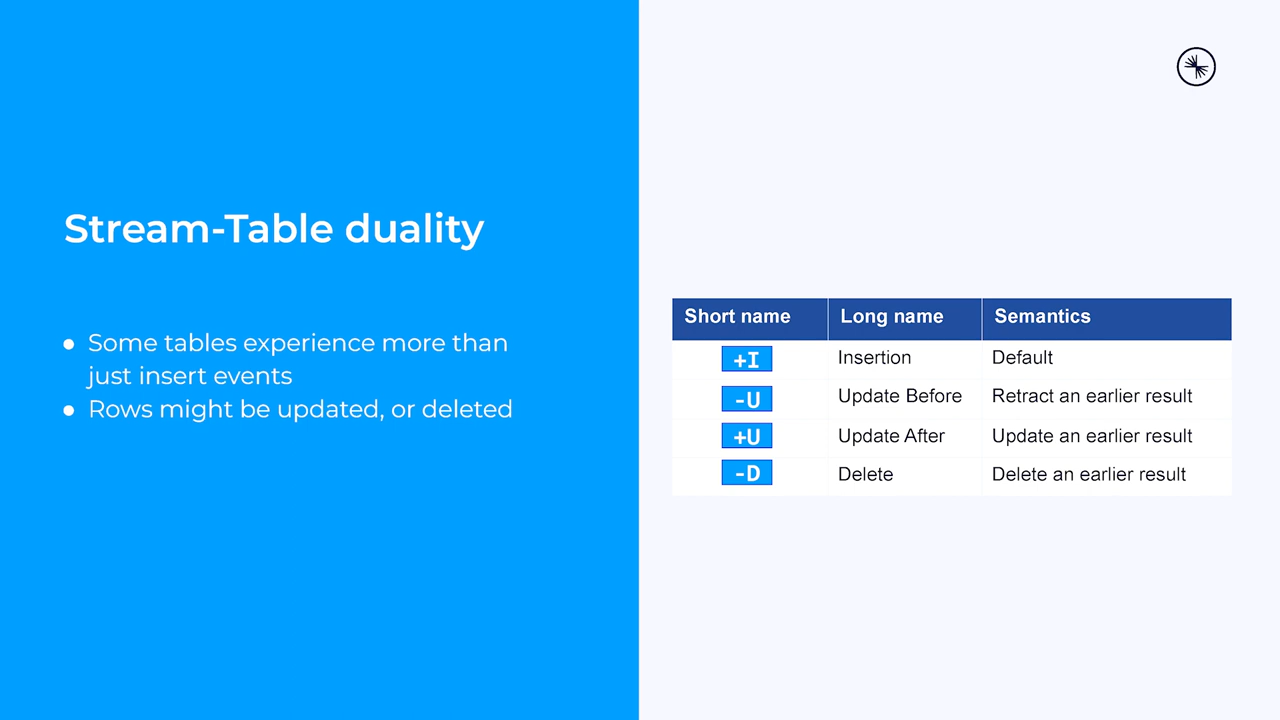 Stream-Table duality
● Some tables experience more than
just insert events
● Rows might be updated, or deleted
Short name Long name Semantics
+I Insertion Default
-U Update Before Retract an earlier result
+U Update After Update an earlier result
-D Delete Delete an earlier result